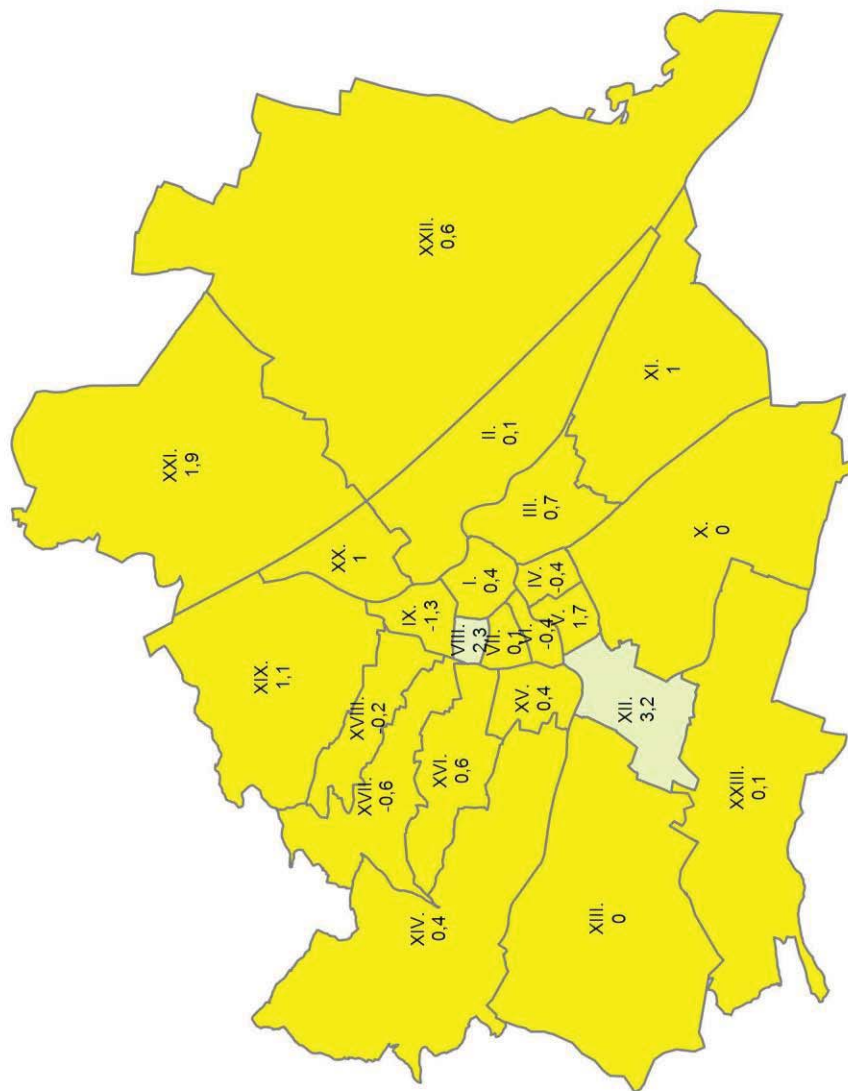 XXI.
1,9
XIX.
1,1
XX.
1
XVIII.
-0,2
XVII.
-0,6
IX.
-1,3
XIV.
0,4
XXII.
0,6
XVI.
0,6
VIII.
2,3
I.
0,4
II.
0,1
VII.
0,1
XV.
0,4
VI.
-0,4
III.
0,7
IV.
-0,4
V.
1,7
XIII.
0
XII.
3,2
XI.
1
X.
0
XXIII.
0,1